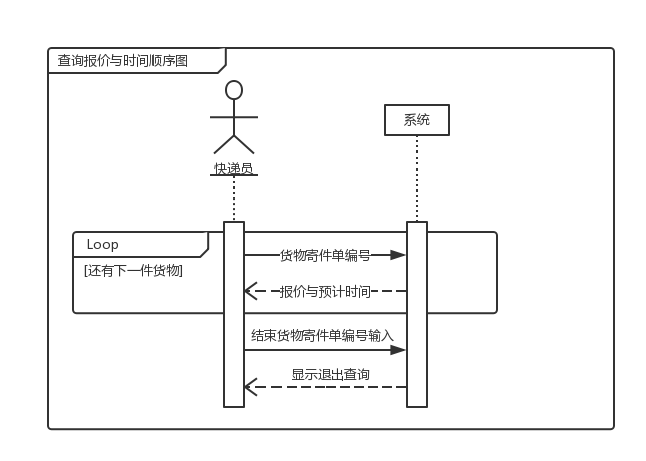 查询报价与时间顺序图
系统
快递员
Loop
[还有下一件货物]
货物寄件单编号
报价与预计时间
结束货物寄件单编号输入
显示退出查询